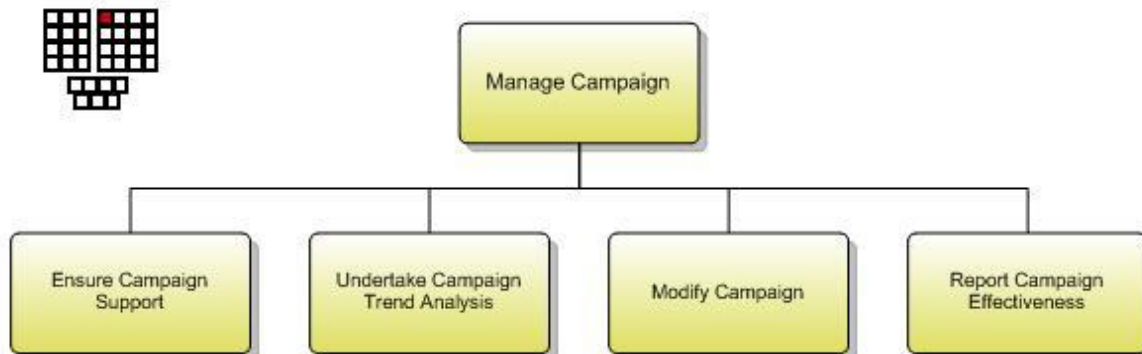 Manage Campaign
Ensure Campaign
Support
Undertake Campaign
Trend Analysis
Modify Campaign
Report Campaign
Effectiveness